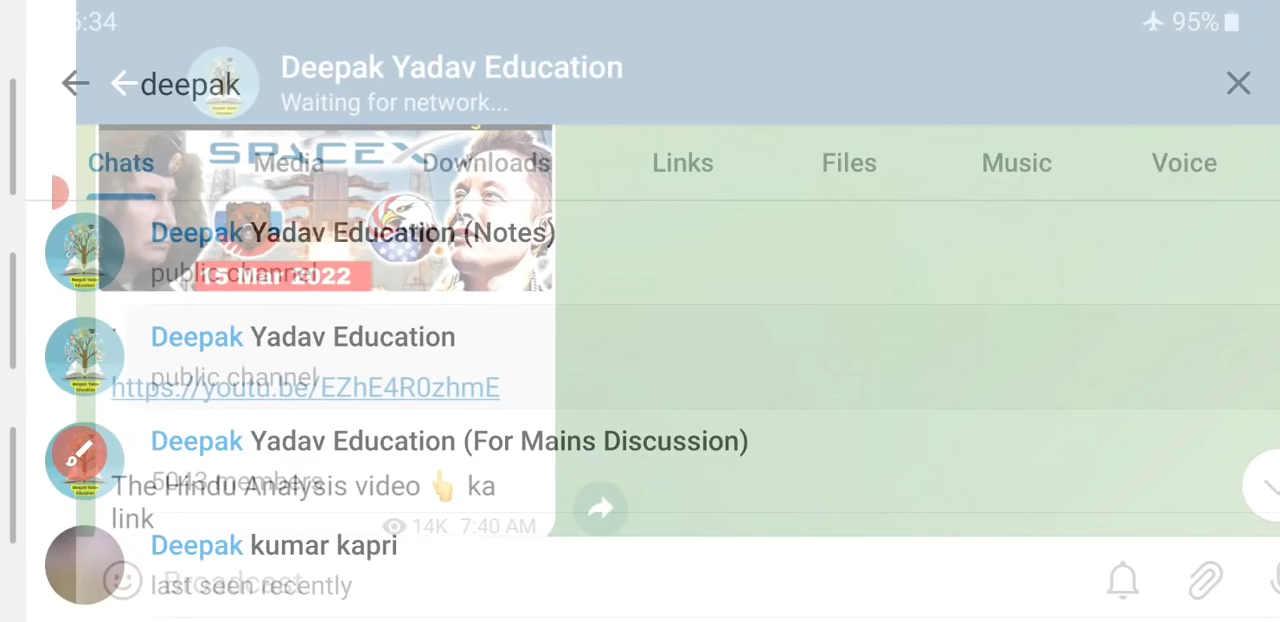 6:34
95%
deepak
Deepak Yadav Education
Waiting for network...
Chats
Media
Downloads
Links
Files
Music
Voice
SPACEX
15 Mar 2022
Deepak Yadav Education (Notes)
public channel
Deepak Yadav Education
public channel
https://youtu.be/EZhE4R0zhmE
Deepak Yadav Education (For Mains Discussion)
5043 members
The Hindu Analysis video 👆 ka
link
14K 7:40 AM
Deepak kumar kapri
last seen recently
Broadcast